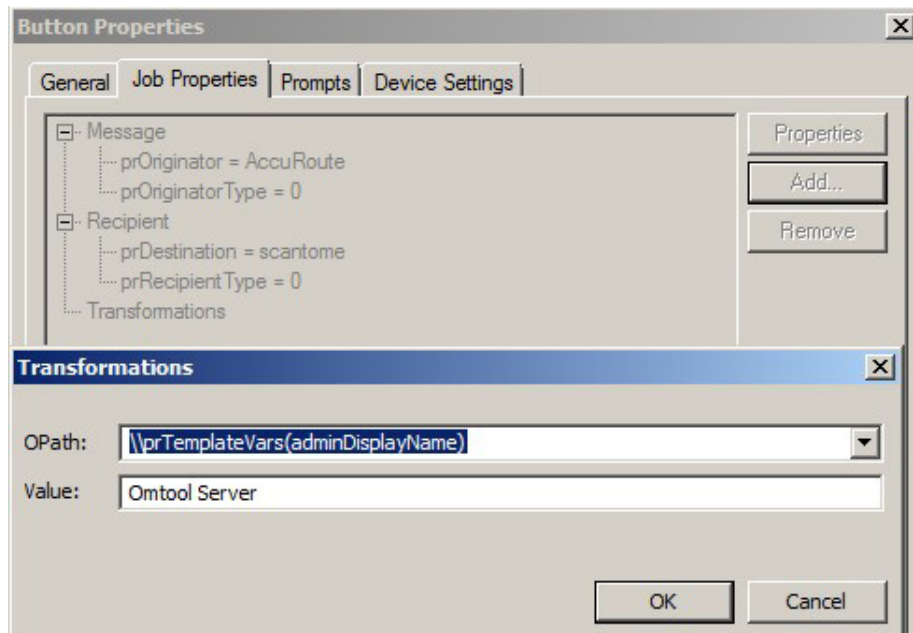 Button Properties
General Job Properties Prompts Device Settings
Message
prOriginator = AccuRoute
prOriginatorType = 0
Recipient
prDestination = scantome
prRecipientType = 0
Transformations
Properties
Add...
Remove
Transformations
OPath: \\prTemplateVars(adminDisplayName)
Value: Omtool Server
OK Cancel